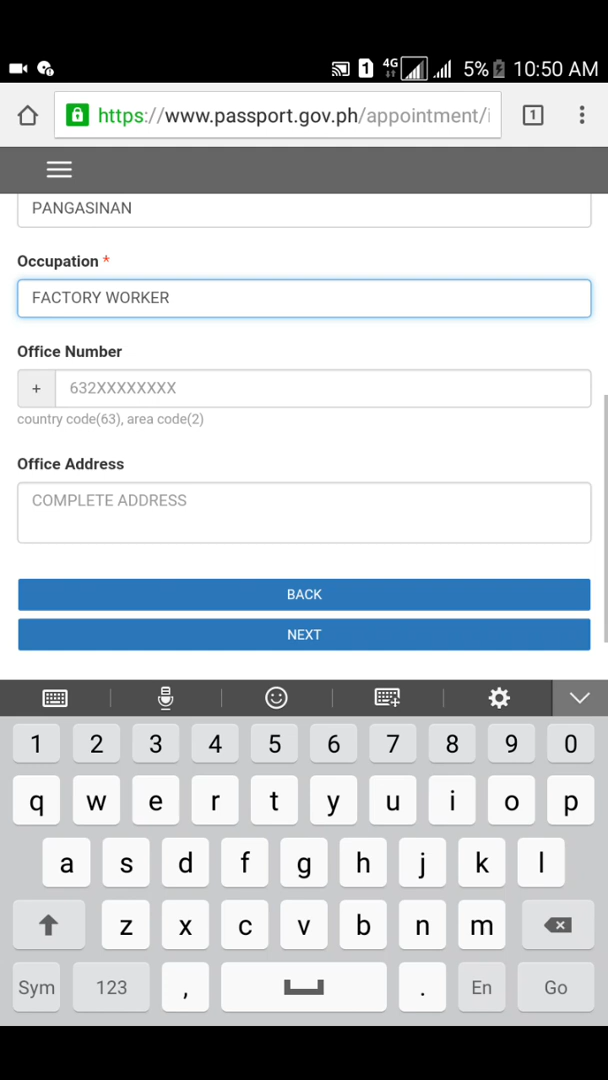 1 4G 5% 10:50 AM
https://www.passport.gov.ph/appointment/i 1
PANGASINAN
Occupation *
FACTORY WORKER
Office Number
+ 632XXXXXXXX
country code(63), area code(2)
Office Address
COMPLETE ADDRESS
BACK
NEXT
1 2 3 4 5 6 7 8 9 0
q w e r t y u i o p
a s d f g h j k l
z x c v b n m
Sym 123 , . En Go